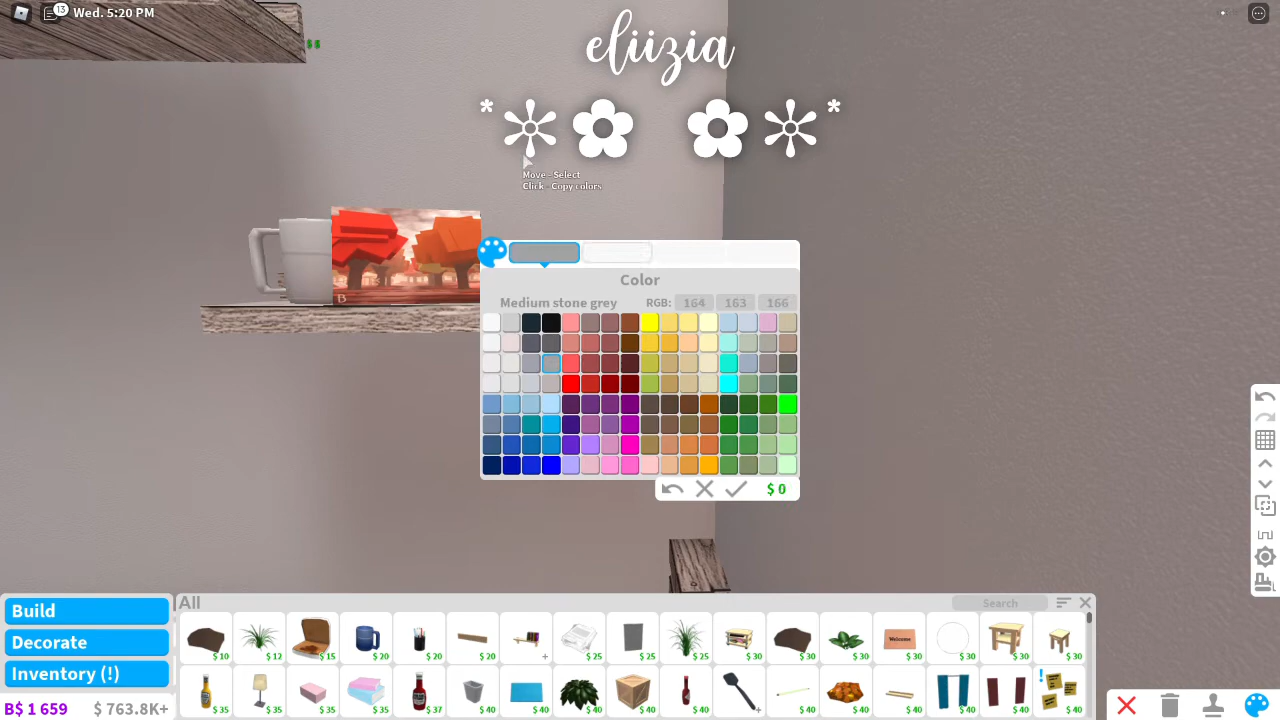 13 Wed. 5:20 PM
$ 6
eliizia
Move - Select
Click - Copy colors
Color
Medium stone grey RGB: 164 163 166
B
$ 0
Build
Decorate
Inventory (!)
B$ 1 659 $ 763.8K+
All Search
$ 10 $ 12 $ 15 $ 20 $ 20 $ 20 + $ 25 $ 25 $ 25 $ 30 $ 30 $ 30 Welcome $ 30 $ 30 $ 30 $ 30
$ 35 $ 35 $ 35 $ 35 $ 37 $ 40 $ 40 $ 40 $ 40 $ 40 + $ 40 $ 40 $ 40 $ 40 $ 40 ! $ 40